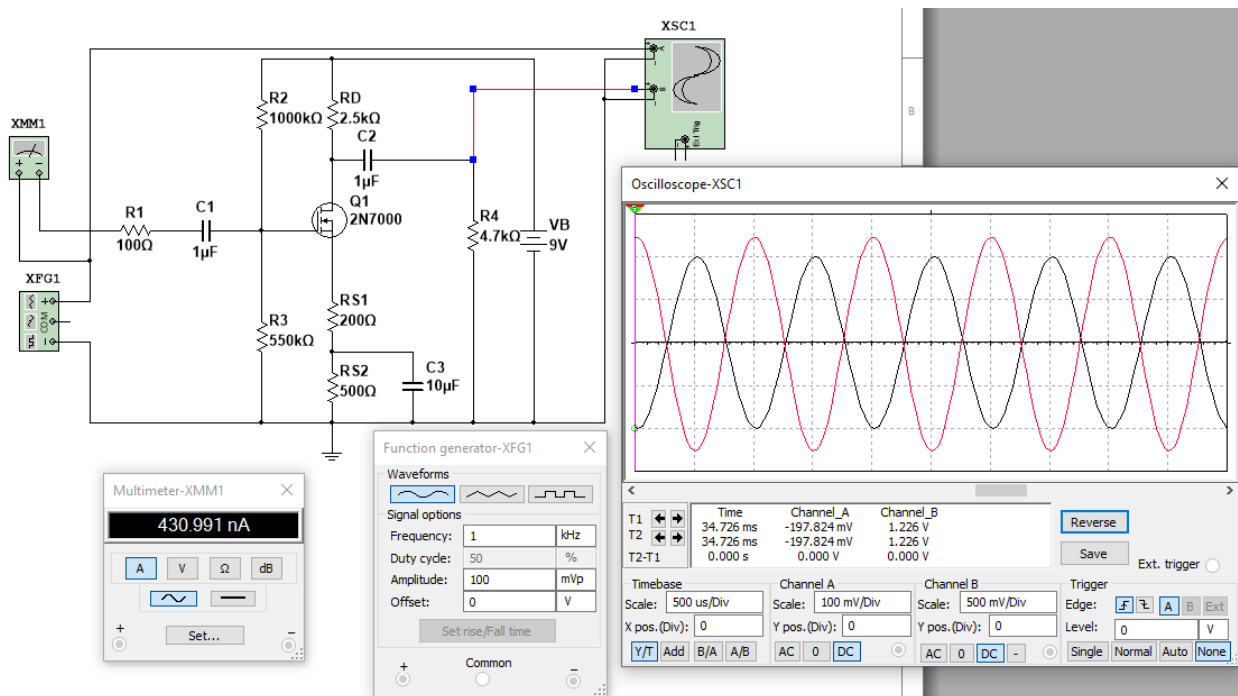 XSC1
A
B
Ext Trig
B
R2
1000kΩ
RD
2.5kΩ
XMM1
C2
1µF
Q1
2N7000
R1
100Ω
C1
1µF
R4
4.7kΩ
VB
9V
XFG1
COM
R3
550kΩ
RS1
200Ω
RS2
500Ω
C3
10µF
Multimeter-XMM1
430.991 nA
A V Ω dB
+ Set... −
Function generator-XFG1
Waveforms
Signal options
Frequency: 1 kHz
Duty cycle: 50 %
Amplitude: 100 mVp
Offset: 0 V
Set rise/Fall time
+ Common −
Oscilloscope-XSC1
Time Channel_A Channel_B
T1 34.726 ms -197.824 mV 1.226 V
T2 34.726 ms -197.824 mV 1.226 V
T2-T1 0.000 s 0.000 V 0.000 V
Reverse
Save
Ext. trigger
Timebase
Scale: 500 us/Div
X pos.(Div): 0
Y/T Add B/A A/B
Channel A
Scale: 100 mV/Div
Y pos.(Div): 0
AC 0 DC
Channel B
Scale: 500 mV/Div
Y pos.(Div): 0
AC 0 DC -
Trigger
Edge: A B Ext
Level: 0 V
Single Normal Auto None